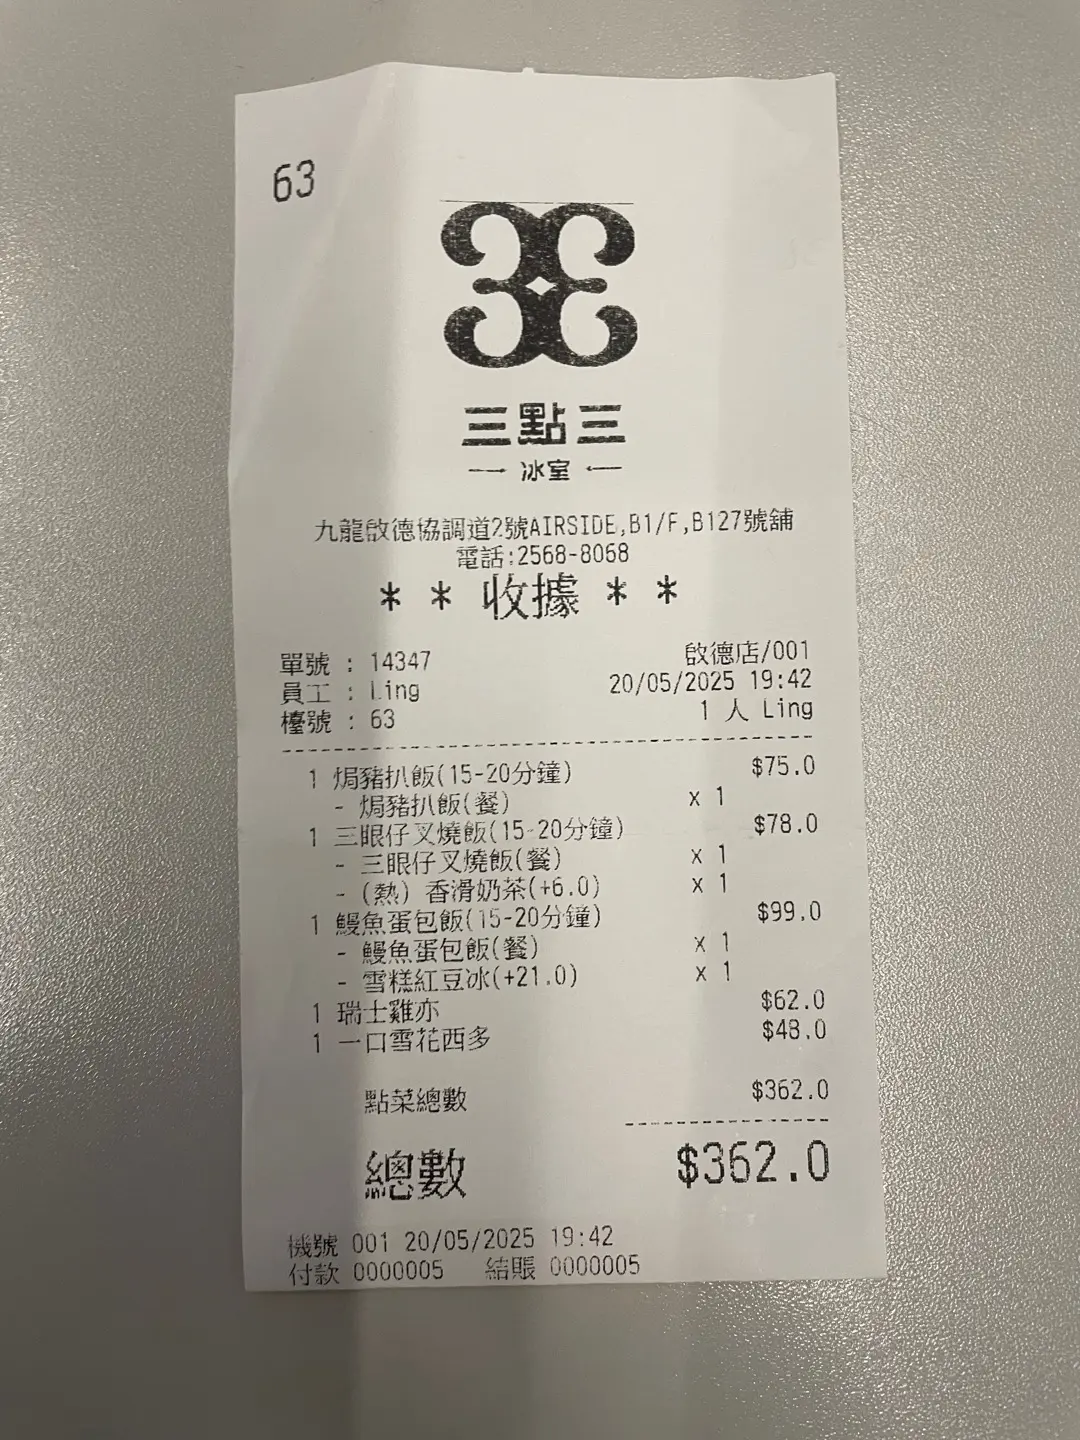 63
三點三
冰室
九龍啟德協調道2號AIRSIDE,B1/F,B127號舖
電話:2568-8068
＊ ＊ 收據 ＊ ＊
單號 : 14347 啟德店/001
員工 : Ling 20/05/2025 19:42
檯號 : 63 1 人 Ling
1 焗豬扒飯(15-20分鐘) $75.0
- 焗豬扒飯(餐) x 1
1 三眼仔叉燒飯(15-20分鐘) $78.0
- 三眼仔叉燒飯(餐) x 1
- (熱) 香滑奶茶(+6.0) x 1
1 鰻魚蛋包飯(15-20分鐘) $99.0
- 鰻魚蛋包飯(餐) x 1
- 雪糕紅豆冰(+21.0) x 1
1 瑞士雞亦 $62.0
1 一口雪花西多 $48.0
點菜總數 $362.0
總數 $362.0
機號 001 20/05/2025 19:42
付款 0000005 結賬 0000005